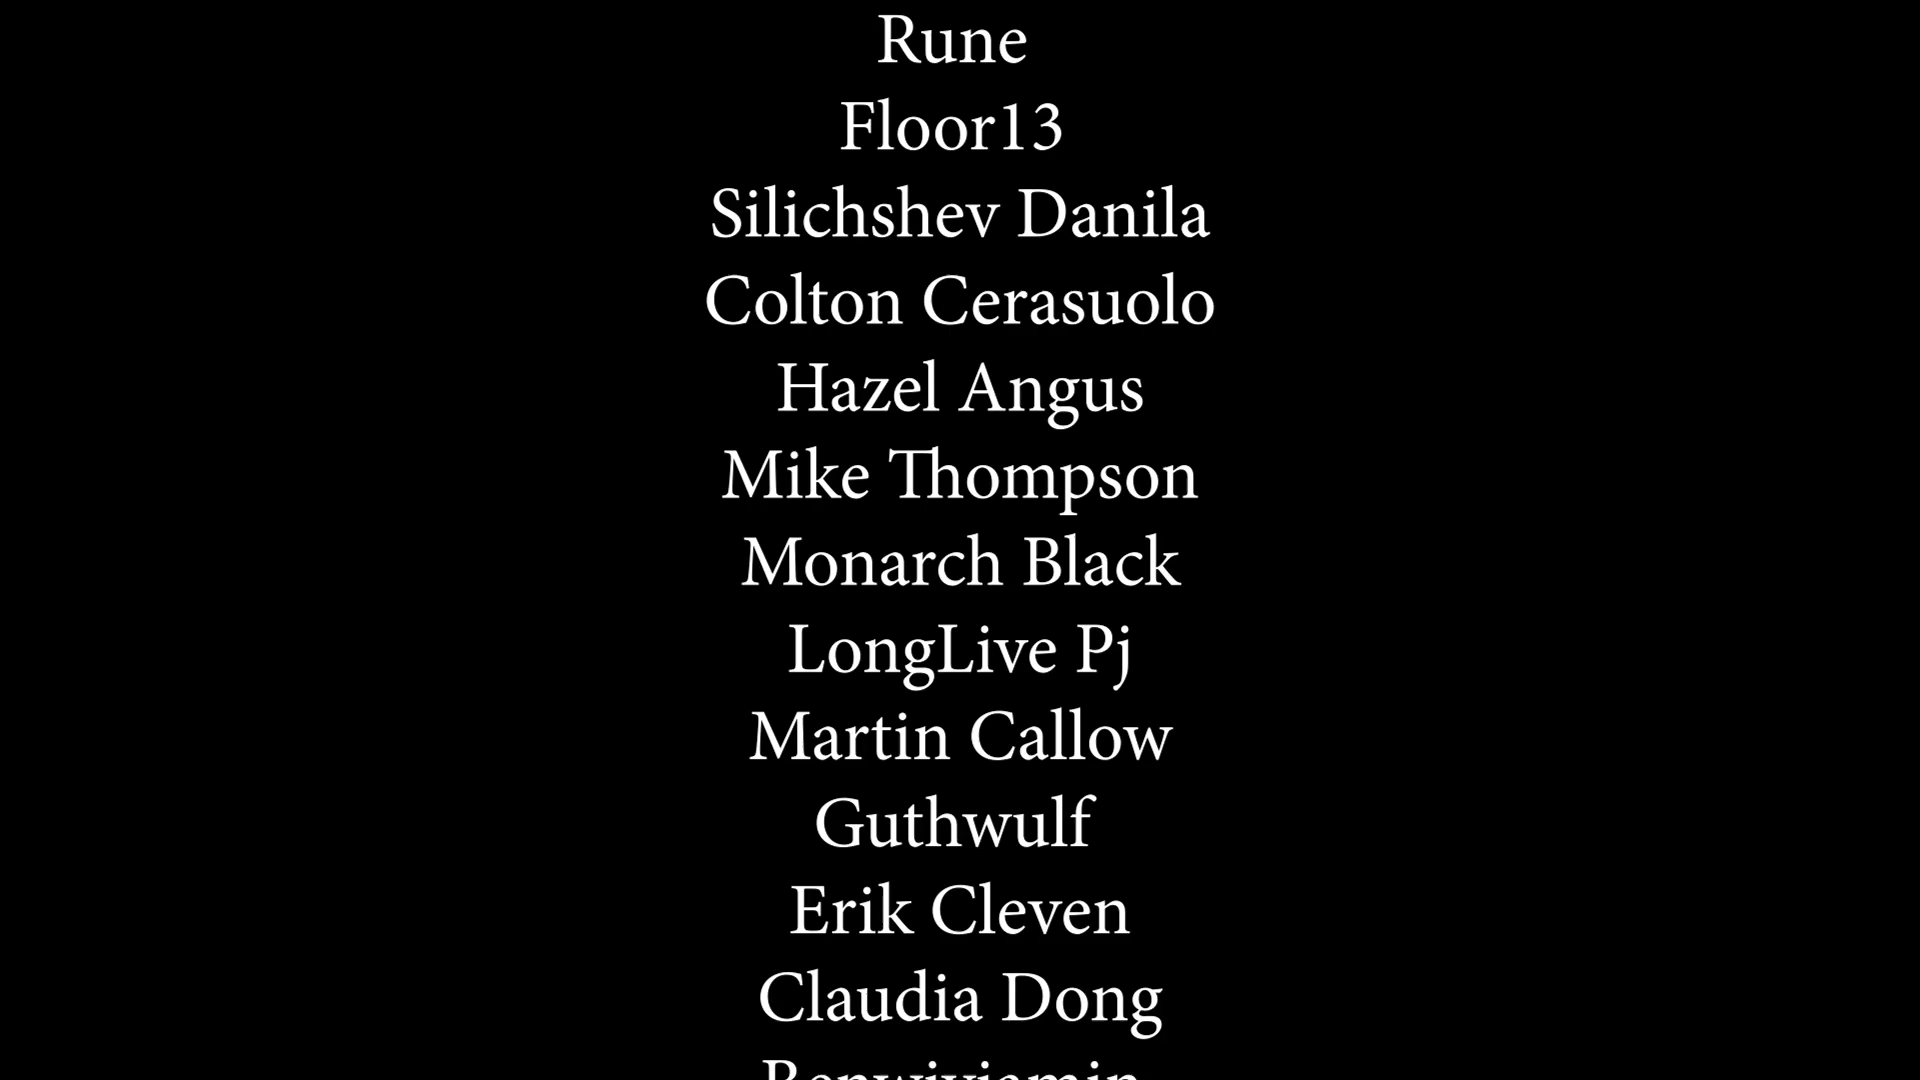 Rune
Floor13
Silichshev Danila
Colton Cerasuolo
Hazel Angus
Mike Thompson
Monarch Black
LongLive Pj
Martin Callow
Guthwulf
Erik Cleven
Claudia Dong